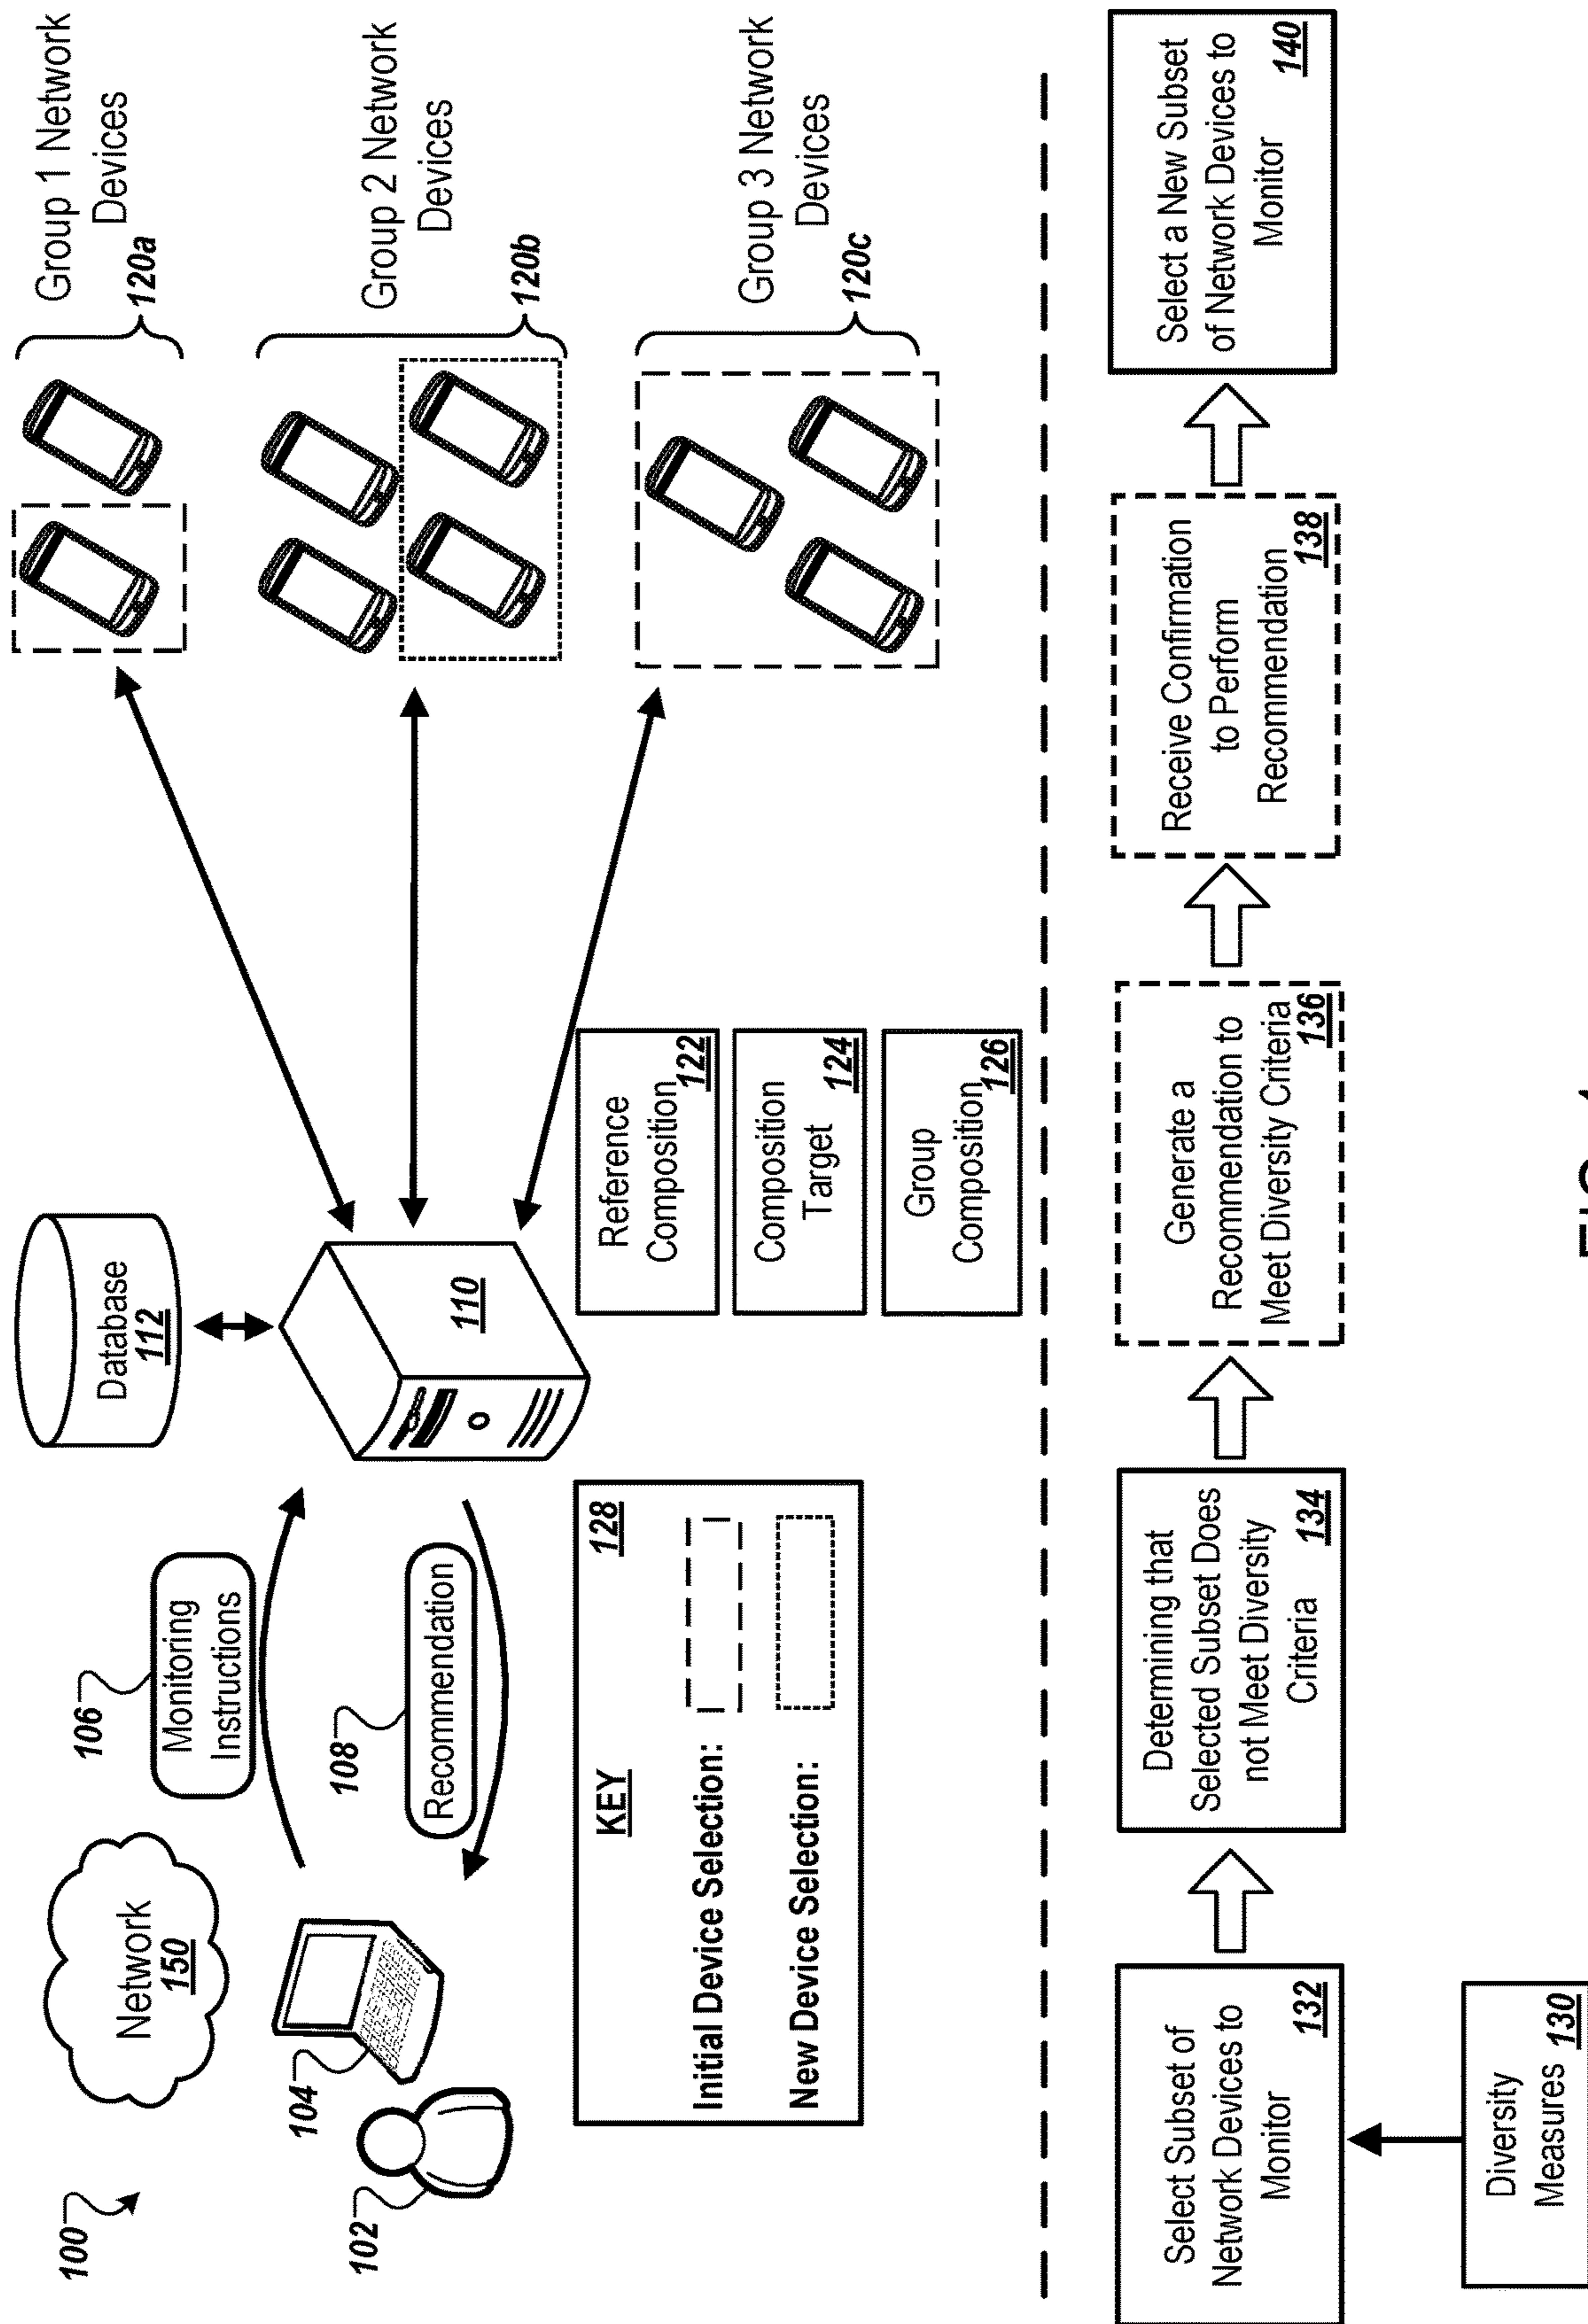 100
Network
150
106
Monitoring
Instructions
Database
112
Group 1 Network
Devices
120a
104
102
108
Recommendation
110
Group 2 Network
Devices
120b
KEY
128
Initial Device Selection:
New Device Selection:
Reference
Composition
122
Composition
Target
124
Group
Composition
126
Group 3 Network
Devices
120c
Select Subset of
Network Devices to
Monitor
132
Determining that
Selected Subset Does
not Meet Diversity
Criteria
134
Generate a
Recommendation to
Meet Diversity Criteria
136
Receive Confirmation
to Perform
Recommendation
138
Select a New Subset
of Network Devices to
Monitor
140
Diversity
Measures
130